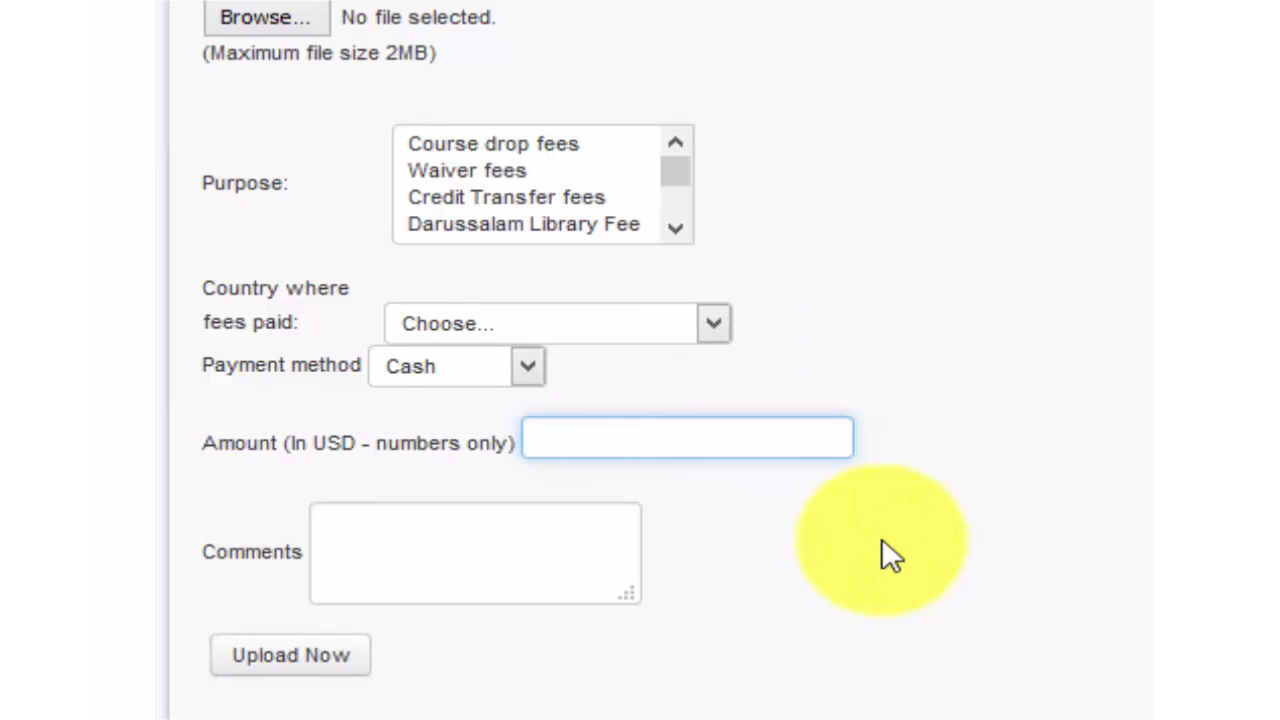 Browse... No file selected.
(Maximum file size 2MB)
Course drop fees
Waiver fees
Purpose:
Credit Transfer fees
Darussalam Library Fee
Country where
fees paid: Choose...
Payment method Cash
Amount (In USD - numbers only)
Comments
Upload Now